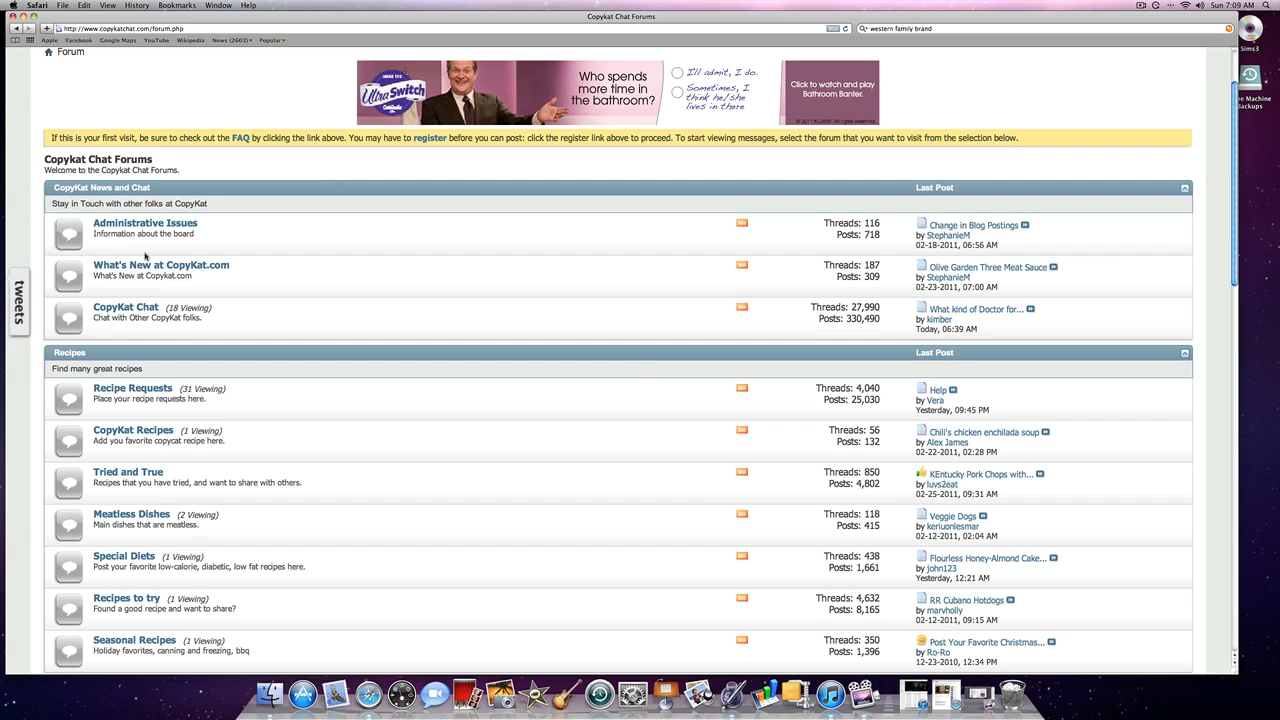 Safari File Edit View History Bookmarks Window Help Sun 7:09 AM
Copykat Chat Forums
http://www.copykatchat.com/forum.php western family brand
Apple Facebook Google Maps YouTube Wikipedia News (2603) Popular
Sims3
Forum
MAKE THE UltraSwitch
Who spends more time in the bathroom?
I'll admit, I do.
Sometimes, I think he/she lives in there
Click to watch and play Bathroom Banter.
If this is your first visit, be sure to check out the FAQ by clicking the link above. You may have to register before you can post: click the register link above to proceed. To start viewing messages, select the forum that you want to visit from the selection below.
Copykat Chat Forums
Welcome to the Copykat Chat Forums.
CopyKat News and Chat Last Post
Stay in Touch with other folks at CopyKat
Administrative Issues Threads: 116 Change in Blog Postings
Information about the board Posts: 718 by StephanieM
02-18-2011, 06:56 AM
What's New at CopyKat.com Threads: 187 Olive Garden Three Meat Sauce
What's New at Copykat.com Posts: 309 by StephanieM
02-23-2011, 07:00 AM
CopyKat Chat (18 Viewing) Threads: 27,990 What kind of Doctor for...
Chat with Other CopyKat folks. Posts: 330,490 by kimber
Today, 06:39 AM
tweets
Recipes Last Post
Find many great recipes
Recipe Requests (31 Viewing) Threads: 4,040 Help
Place your recipe requests here. Posts: 25,030 by Vera
Yesterday, 09:45 PM
CopyKat Recipes (1 Viewing) Threads: 56 Chili's chicken enchilada soup
Add you favorite copycat recipe here. Posts: 132 by Alex James
02-22-2011, 02:28 PM
Tried and True Threads: 850 KEntucky Pork Chops with...
Recipes that you have tried, and want to share with others. Posts: 4,802 by luvs2eat
02-25-2011, 09:31 AM
Meatless Dishes (2 Viewing) Threads: 118 Veggie Dogs
Main dishes that are meatless. Posts: 415 by keriuonlesmar
02-12-2011, 02:04 AM
Special Diets (1 Viewing) Threads: 438 Flourless Honey-Almond Cake...
Post your favorite low-calorie, diabetic, low fat recipes here. Posts: 1,661 by john123
Yesterday, 12:21 AM
Recipes to try (1 Viewing) Threads: 4,632 RR Cubano Hotdogs
Found a good recipe and want to share? Posts: 8,165 by marvholly
02-12-2011, 09:15 AM
Seasonal Recipes (1 Viewing) Threads: 350 Post Your Favorite Christmas...
Holiday favorites, canning and freezing, bbq Posts: 1,396 by Ro-Ro
12-23-2010, 12:34 PM